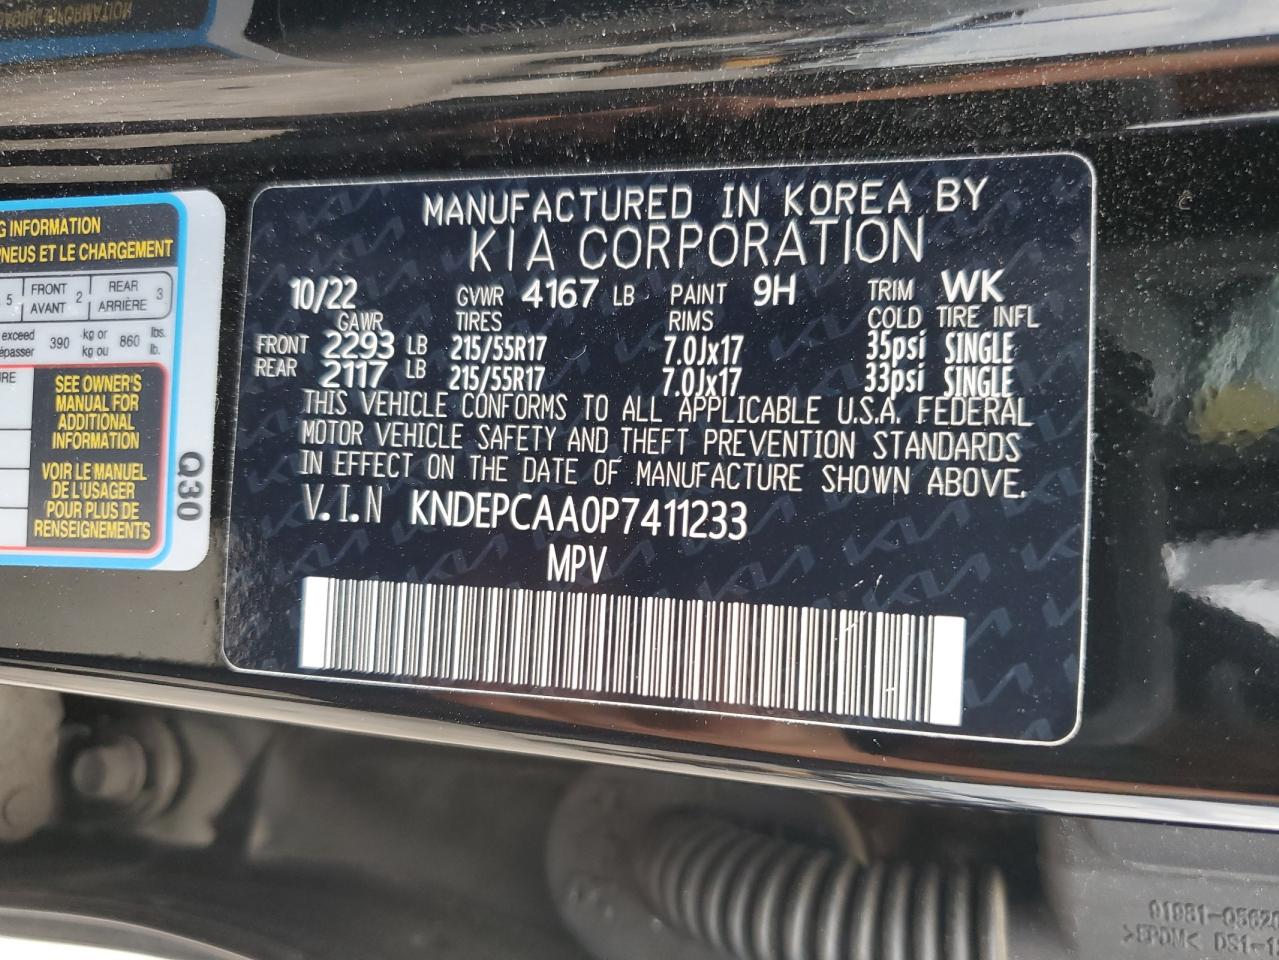 MANUFACTURED IN KOREA BY
KIA CORPORATION
10/22 GVWR 4167 LB PAINT 9H TRIM WK
GAWR TIRES RIMS COLD TIRE INFL
FRONT 2293 LB 215/55R17 7.0Jx17 35psi SINGLE
REAR 2117 LB 215/55R17 7.0Jx17 33psi SINGLE
THIS VEHICLE CONFORMS TO ALL APPLICABLE U.S.A. FEDERAL
MOTOR VEHICLE SAFETY AND THEFT PREVENTION STANDARDS
IN EFFECT ON THE DATE OF MANUFACTURE SHOWN ABOVE.
V.I.N KNDEPCAA0P7411233
MPV
INFORMATION
PNEUS ET LE CHARGEMENT
5 FRONT 2 REAR 3
AVANT ARRIÈRE
exceed 390 kg or 860 lbs.
kg ou lb.
SEE OWNER'S
MANUAL FOR
ADDITIONAL
INFORMATION
VOIR LE MANUEL
DE L'USAGER
POUR PLUS DE
RENSEIGNEMENTS
Q30
>EPDM<